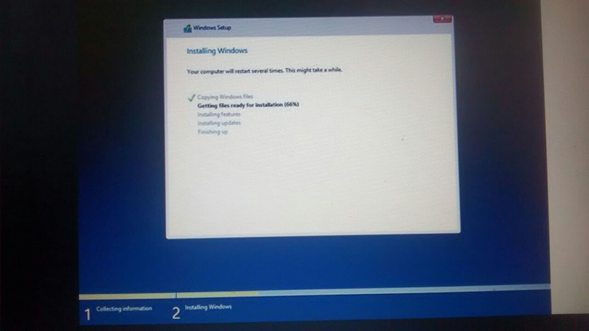 Windows Setup
Installing Windows
Your computer will restart several times. This might take a while.
Copying Windows files
Getting files ready for installation (66%)
Installing features
Installing updates
Finishing up
1 Collecting information
2 Installing Windows